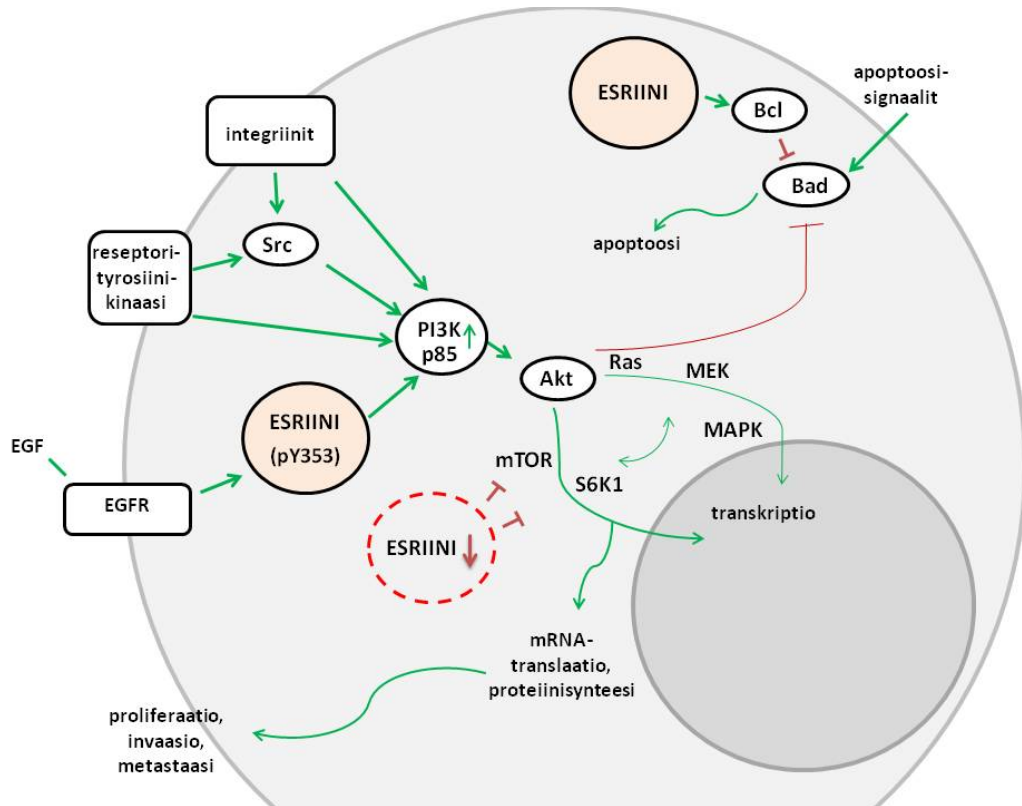 ESRIINI
Bcl
apoptoosi-
signaalit
integriinit
Bad
Src
apoptoosi
reseptori-
tyrosiini-
kinaasi
PI3K
p85
Akt
Ras
MEK
ESRIINI
(pY353)
MAPK
EGF
mTOR
S6K1
EGFR
transkriptio
ESRIINI
mRNA-
translaatio,
proteiinisynteesi
proliferaatio,
invaasio,
metastaasi